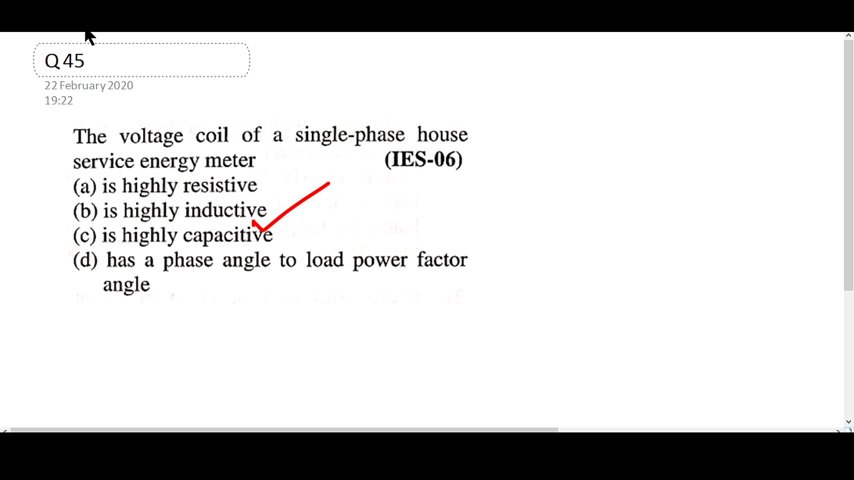 Q 45
22 February 2020
19:22
The voltage coil of a single-phase house
service energy meter (IES-06)
(a) is highly resistive
(b) is highly inductive
(c) is highly capacitive
(d) has a phase angle to load power factor
angle